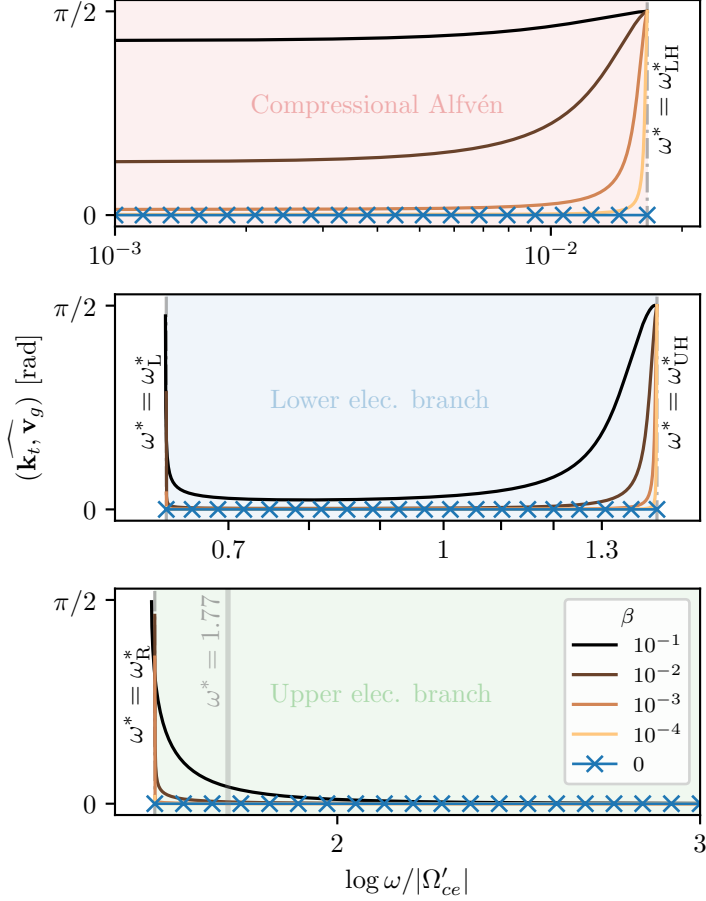 π/2
0
Compressional Alfvén
ω* = ω*LH
10⁻³
10⁻²
(k_t, v_g) [rad]
π/2
0
ω* = ω*L
Lower elec. branch
ω* = ω*UH
0.7
1
1.3
π/2
0
ω* = ω*R
ω* = 1.77
Upper elec. branch
β
10⁻¹
10⁻²
10⁻³
10⁻⁴
0
2
3
log ω/|Ω′ce|